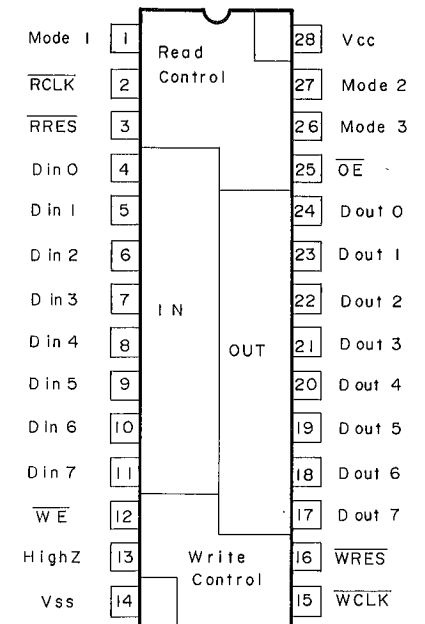 Mode 1 1 28 Vcc
Read
Control
RCLK 2 27 Mode 2
RRES 3 26 Mode 3
Din 0 4 25 OE
Din 1 5 24 Dout 0
Din 2 6 23 Dout 1
Din 3 7 22 Dout 2
IN
Din 4 8 21 Dout 3
OUT
Din 5 9 20 Dout 4
Din 6 10 19 Dout 5
Din 7 11 18 Dout 6
WE 12 17 Dout 7
HighZ 13 Write 16 WRES
Control
Vss 14 15 WCLK